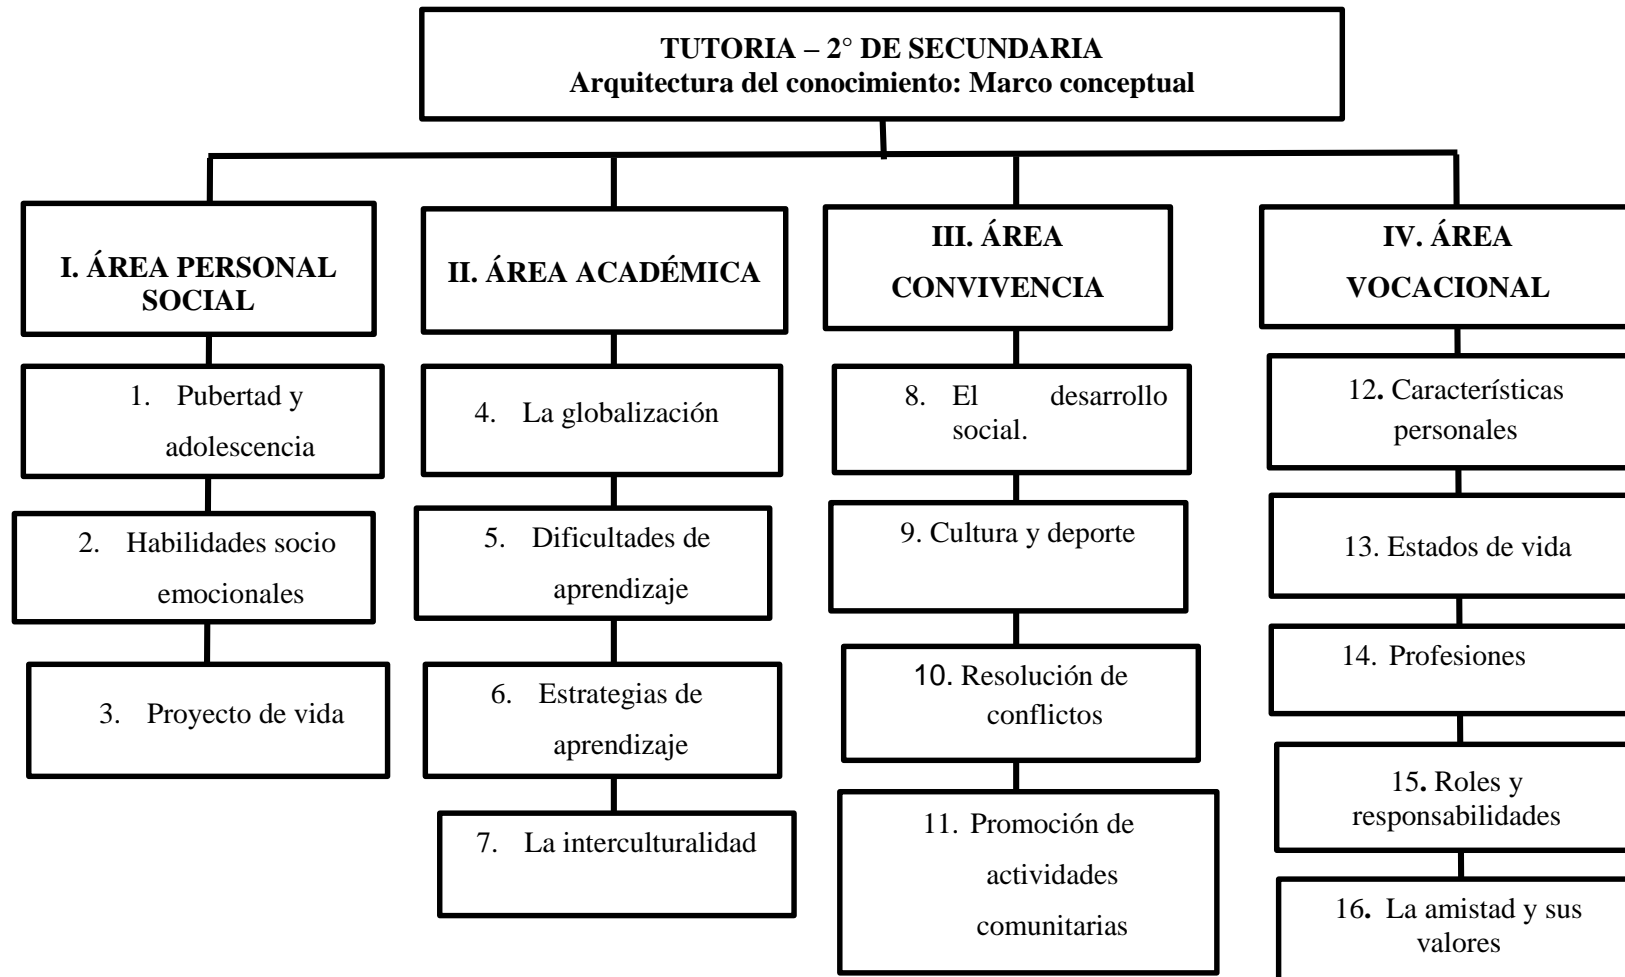 TUTORIA – 2° DE SECUNDARIA
Arquitectura del conocimiento: Marco conceptual
I. ÁREA PERSONAL
SOCIAL
1. Pubertad y
adolescencia
2. Habilidades socio
emocionales
3. Proyecto de vida
II. ÁREA ACADÉMICA
4. La globalización
5. Dificultades de
aprendizaje
6. Estrategias de
aprendizaje
7. La interculturalidad
III. ÁREA
CONVIVENCIA
8. El desarrollo
social.
9. Cultura y deporte
10. Resolución de
conflictos
11. Promoción de
actividades
comunitarias
IV. ÁREA
VOCACIONAL
12. Características
personales
13. Estados de vida
14. Profesiones
15. Roles y
responsabilidades
16. La amistad y sus
valores